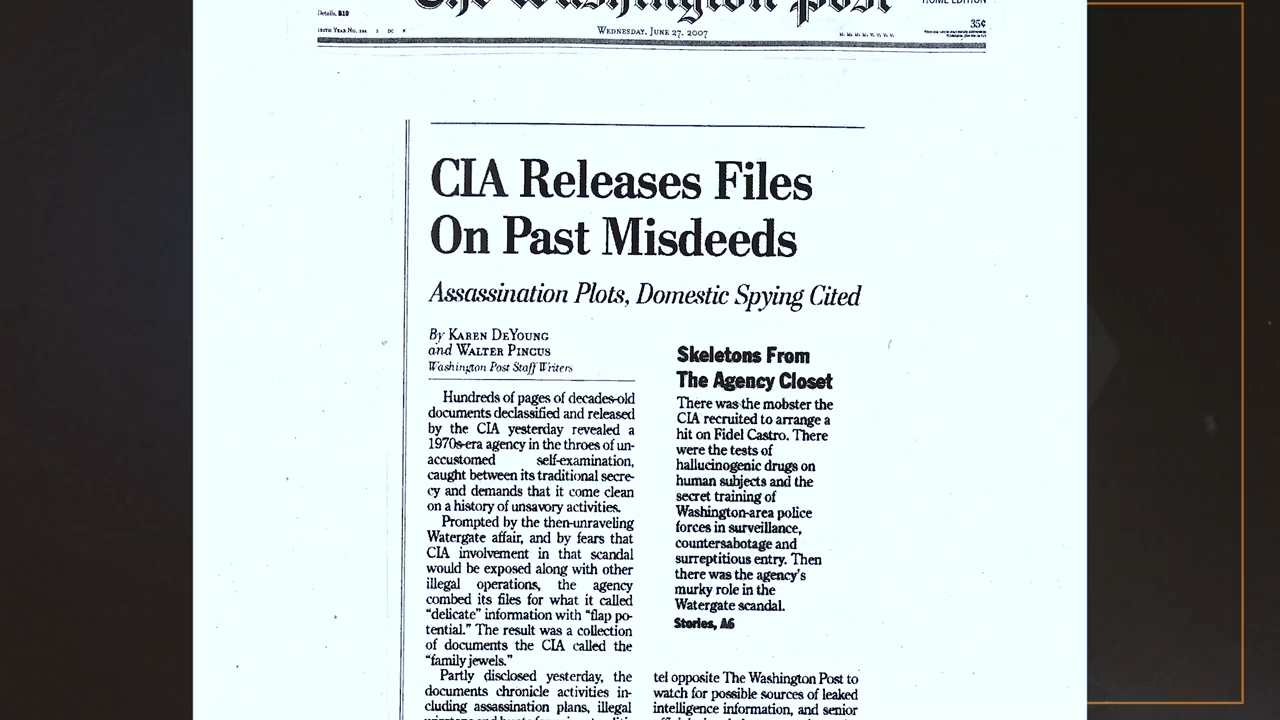 The Washington Post
HOME EDITION
Details, B10
35¢
Wednesday, June 27, 2007
CIA Releases Files
On Past Misdeeds
Assassination Plots, Domestic Spying Cited
By Karen DeYoung
and Walter Pincus
Washington Post Staff Writers
Hundreds of pages of decades-old
documents declassified and released
by the CIA yesterday revealed a
1970s-era agency in the throes of un-
accustomed self-examination,
caught between its traditional secre-
cy and demands that it come clean
on a history of unsavory activities.
Prompted by the then-unraveling
Watergate affair, and by fears that
CIA involvement in that scandal
would be exposed along with other
illegal operations, the agency
combed its files for what it called
“delicate” information with “flap po-
tential.” The result was a collection
of documents the CIA called the
“family jewels.”
Partly disclosed yesterday, the
documents chronicle activities in-
cluding assassination plans, illegal
Skeletons From
The Agency Closet
There was the mobster the
CIA recruited to arrange a
hit on Fidel Castro. There
were the tests of
hallucinogenic drugs on
human subjects and the
secret training of
Washington-area police
forces in surveillance,
countersabotage and
surreptitious entry. Then
there was the agency's
murky role in the
Watergate scandal.
Stories, A6
tel opposite The Washington Post to
watch for possible sources of leaked
intelligence information, and senior